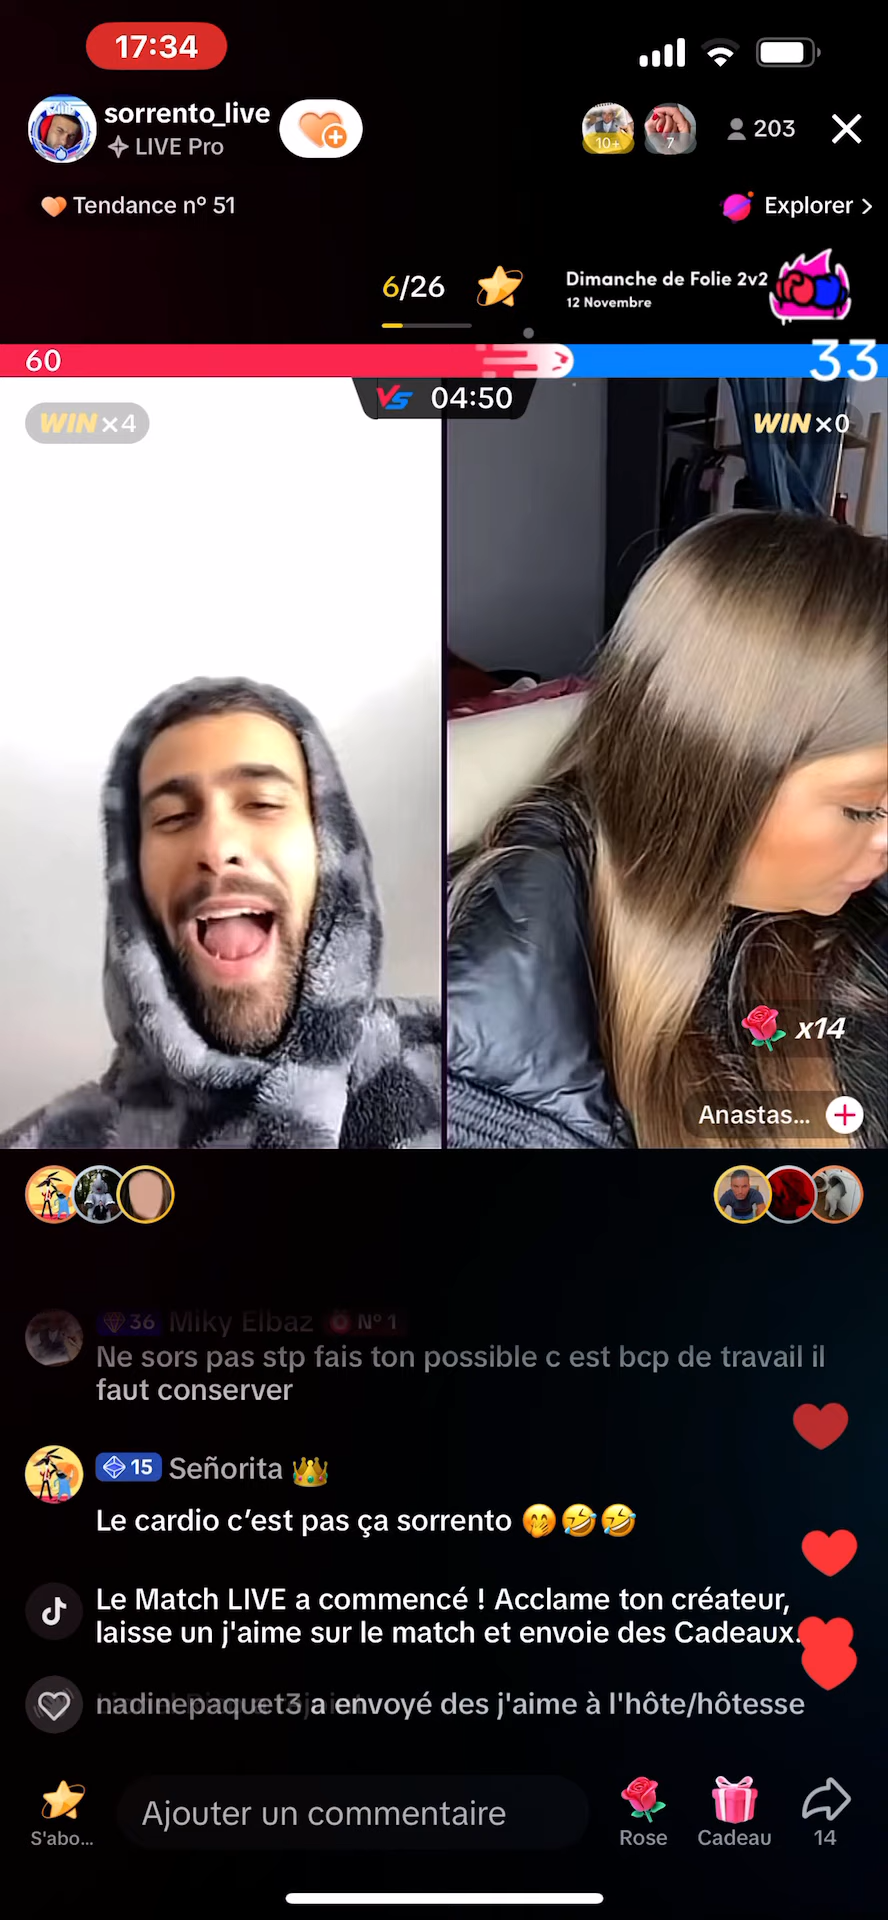 17:34
sorrento_live
LIVE Pro
10+
7
203
Tendance n° 51
Explorer >
6/26
Dimanche de Folie 2v2
12 Novembre
60
33
VS 04:50
WIN x4
WIN x0
x14
Anastas...
36 Miky Elbaz N° 1
Ne sors pas stp fais ton possible c est bcp de travail il
faut conserver
15 Señorita
Le cardio c’est pas ça sorrento
Le Match LIVE a commencé ! Acclame ton créateur,
laisse un j'aime sur le match et envoie des Cadeaux.
nadinepaquet3 a envoyé des j'aime à l'hôte/hôtesse
Ajouter un commentaire
S'abo...
Rose
Cadeau
14